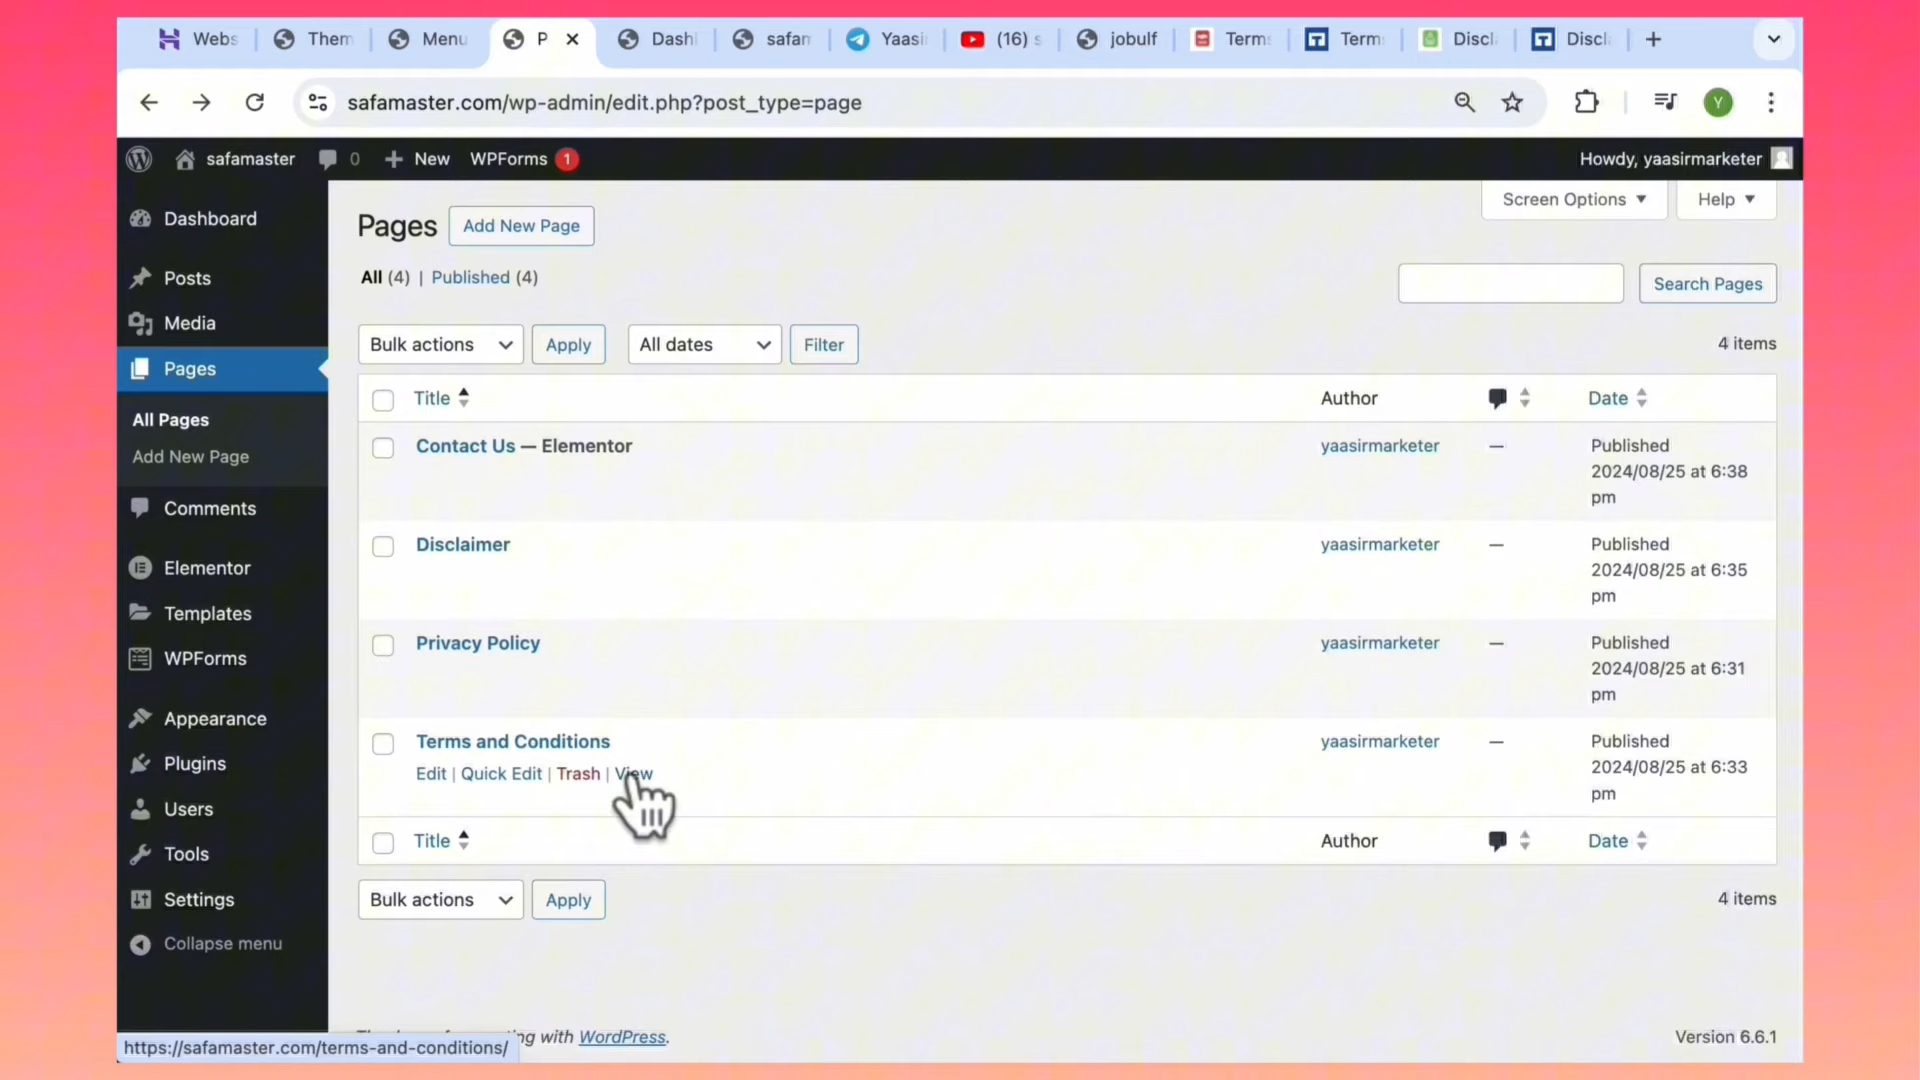 Webs
Them
Menu
P
Dash
safam
Yaasi
(16) s
jobulf
Terms
Term
Discl
Discl
safamaster.com/wp-admin/edit.php?post_type=page
Y
safamaster 0 New WPForms 1
Howdy, yaasirmarketer
Dashboard
Posts
Media
Pages
All Pages
Add New Page
Comments
Elementor
Templates
WPForms
Appearance
Plugins
Users
Tools
Settings
Collapse menu
Screen Options Help
Pages Add New Page
All (4) | Published (4)
Search Pages
Bulk actions Apply All dates Filter
4 items
Title Author Date
Contact Us — Elementor yaasirmarketer — Published
2024/08/25 at 6:38
pm
Disclaimer yaasirmarketer — Published
2024/08/25 at 6:35
pm
Privacy Policy yaasirmarketer — Published
2024/08/25 at 6:31
pm
Terms and Conditions yaasirmarketer — Published
Edit | Quick Edit | Trash | View
2024/08/25 at 6:33
pm
Title Author Date
Bulk actions Apply
4 items
with WordPress.
Version 6.6.1
https://safamaster.com/terms-and-conditions/